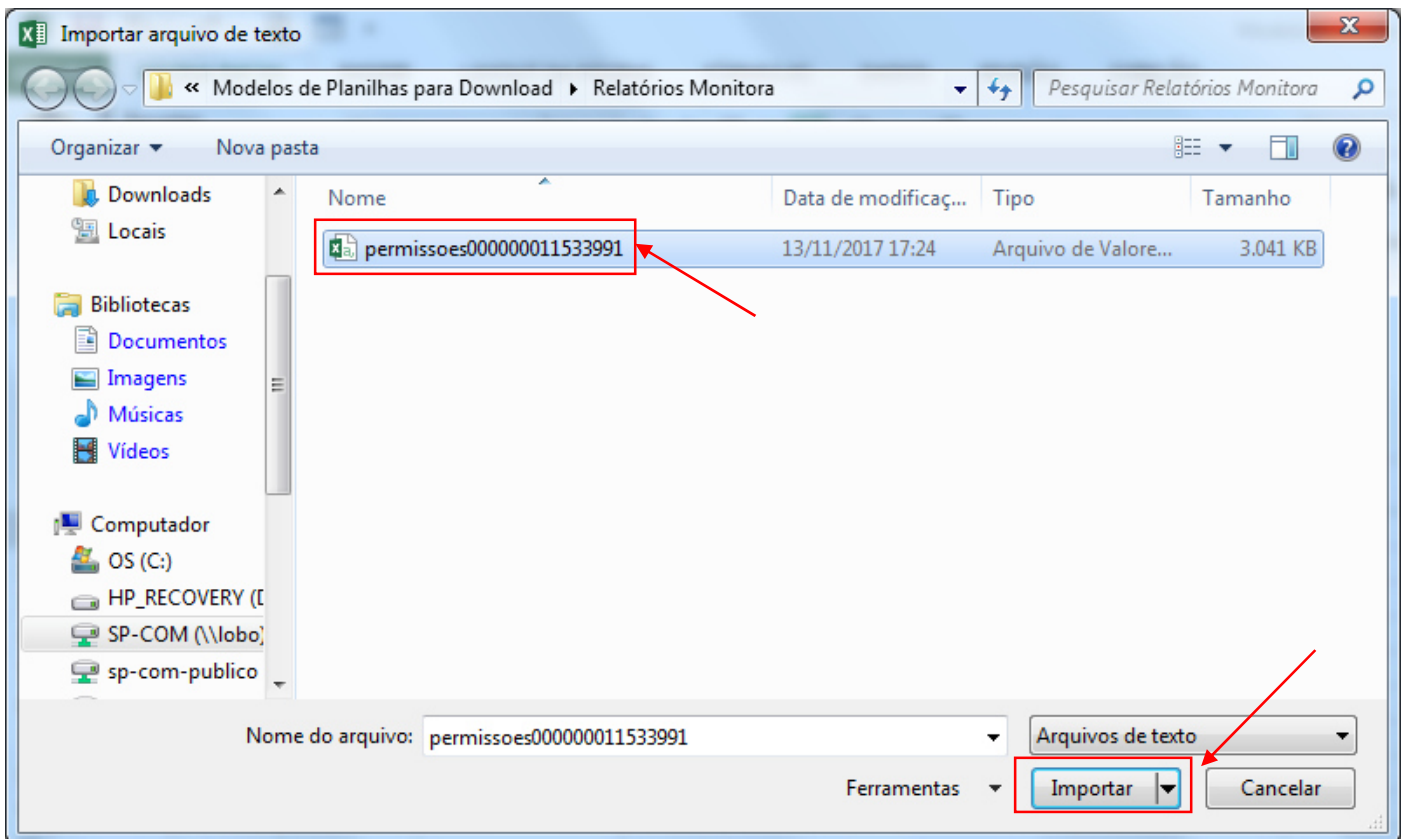 Importar arquivo de texto
« Modelos de Planilhas para Download Relatórios Monitora Pesquisar Relatórios Monitora
Organizar Nova pasta
Nome Data de modificaç... Tipo Tamanho
permissoes000000011533991 13/11/2017 17:24 Arquivo de Valore... 3.041 KB
Downloads
Locais
Bibliotecas
Documentos
Imagens
Músicas
Vídeos
Computador
OS (C:)
HP_RECOVERY (D
SP-COM (\\lobo)
sp-com-publico
Nome do arquivo: permissoes000000011533991 Arquivos de texto
Ferramentas Importar Cancelar